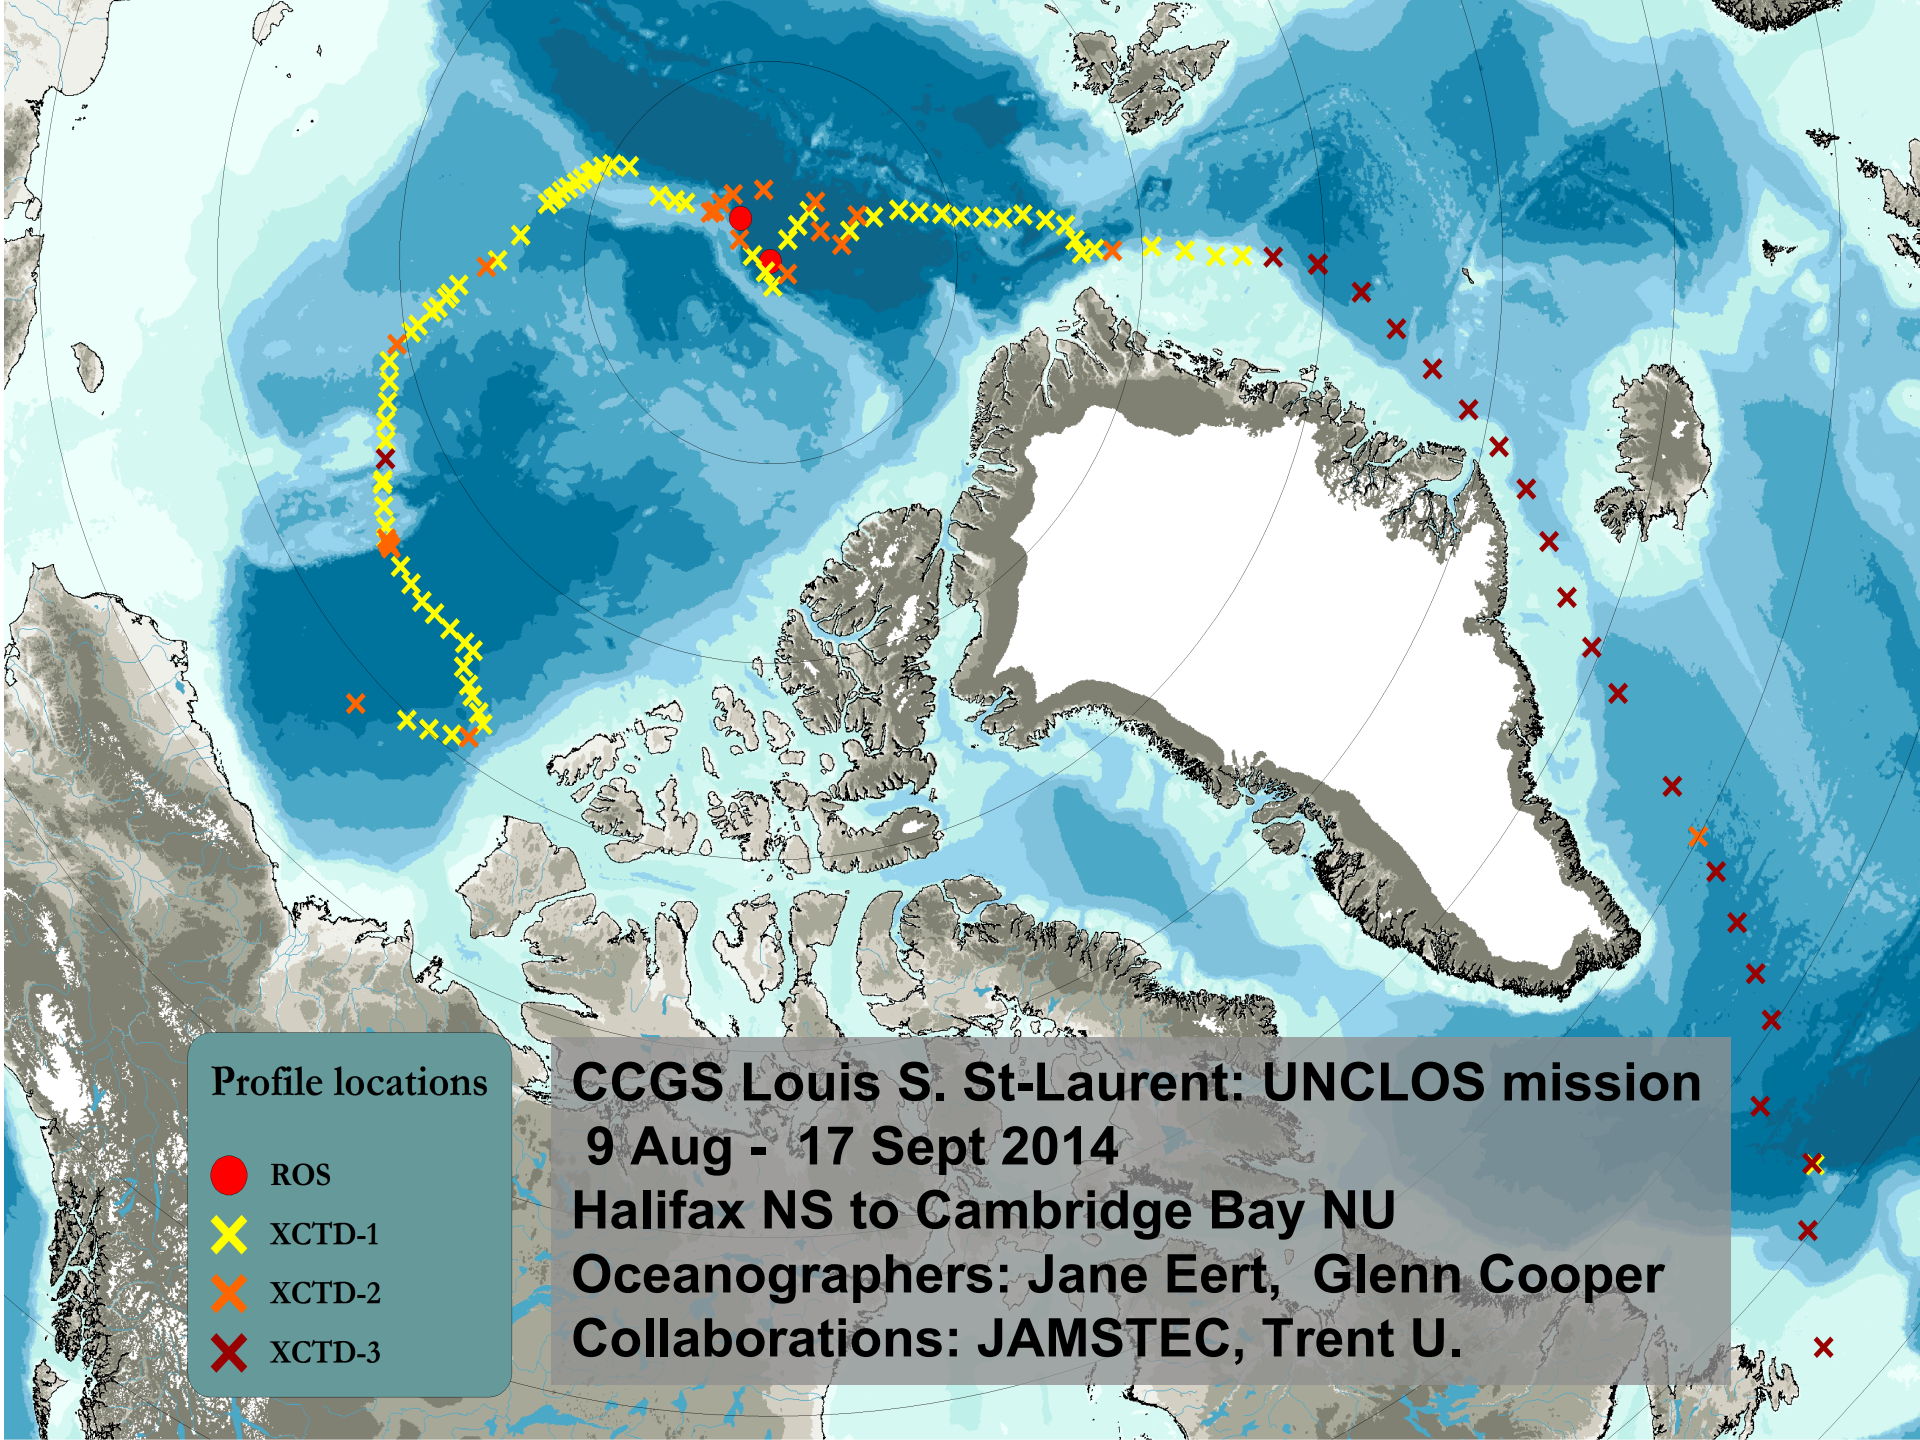 Profile locations
ROS
XCTD-1
XCTD-2
XCTD-3
CCGS Louis S. St-Laurent: UNCLOS mission
9 Aug - 17 Sept 2014
Halifax NS to Cambridge Bay NU
Oceanographers: Jane Eert, Glenn Cooper
Collaborations: JAMSTEC, Trent U.